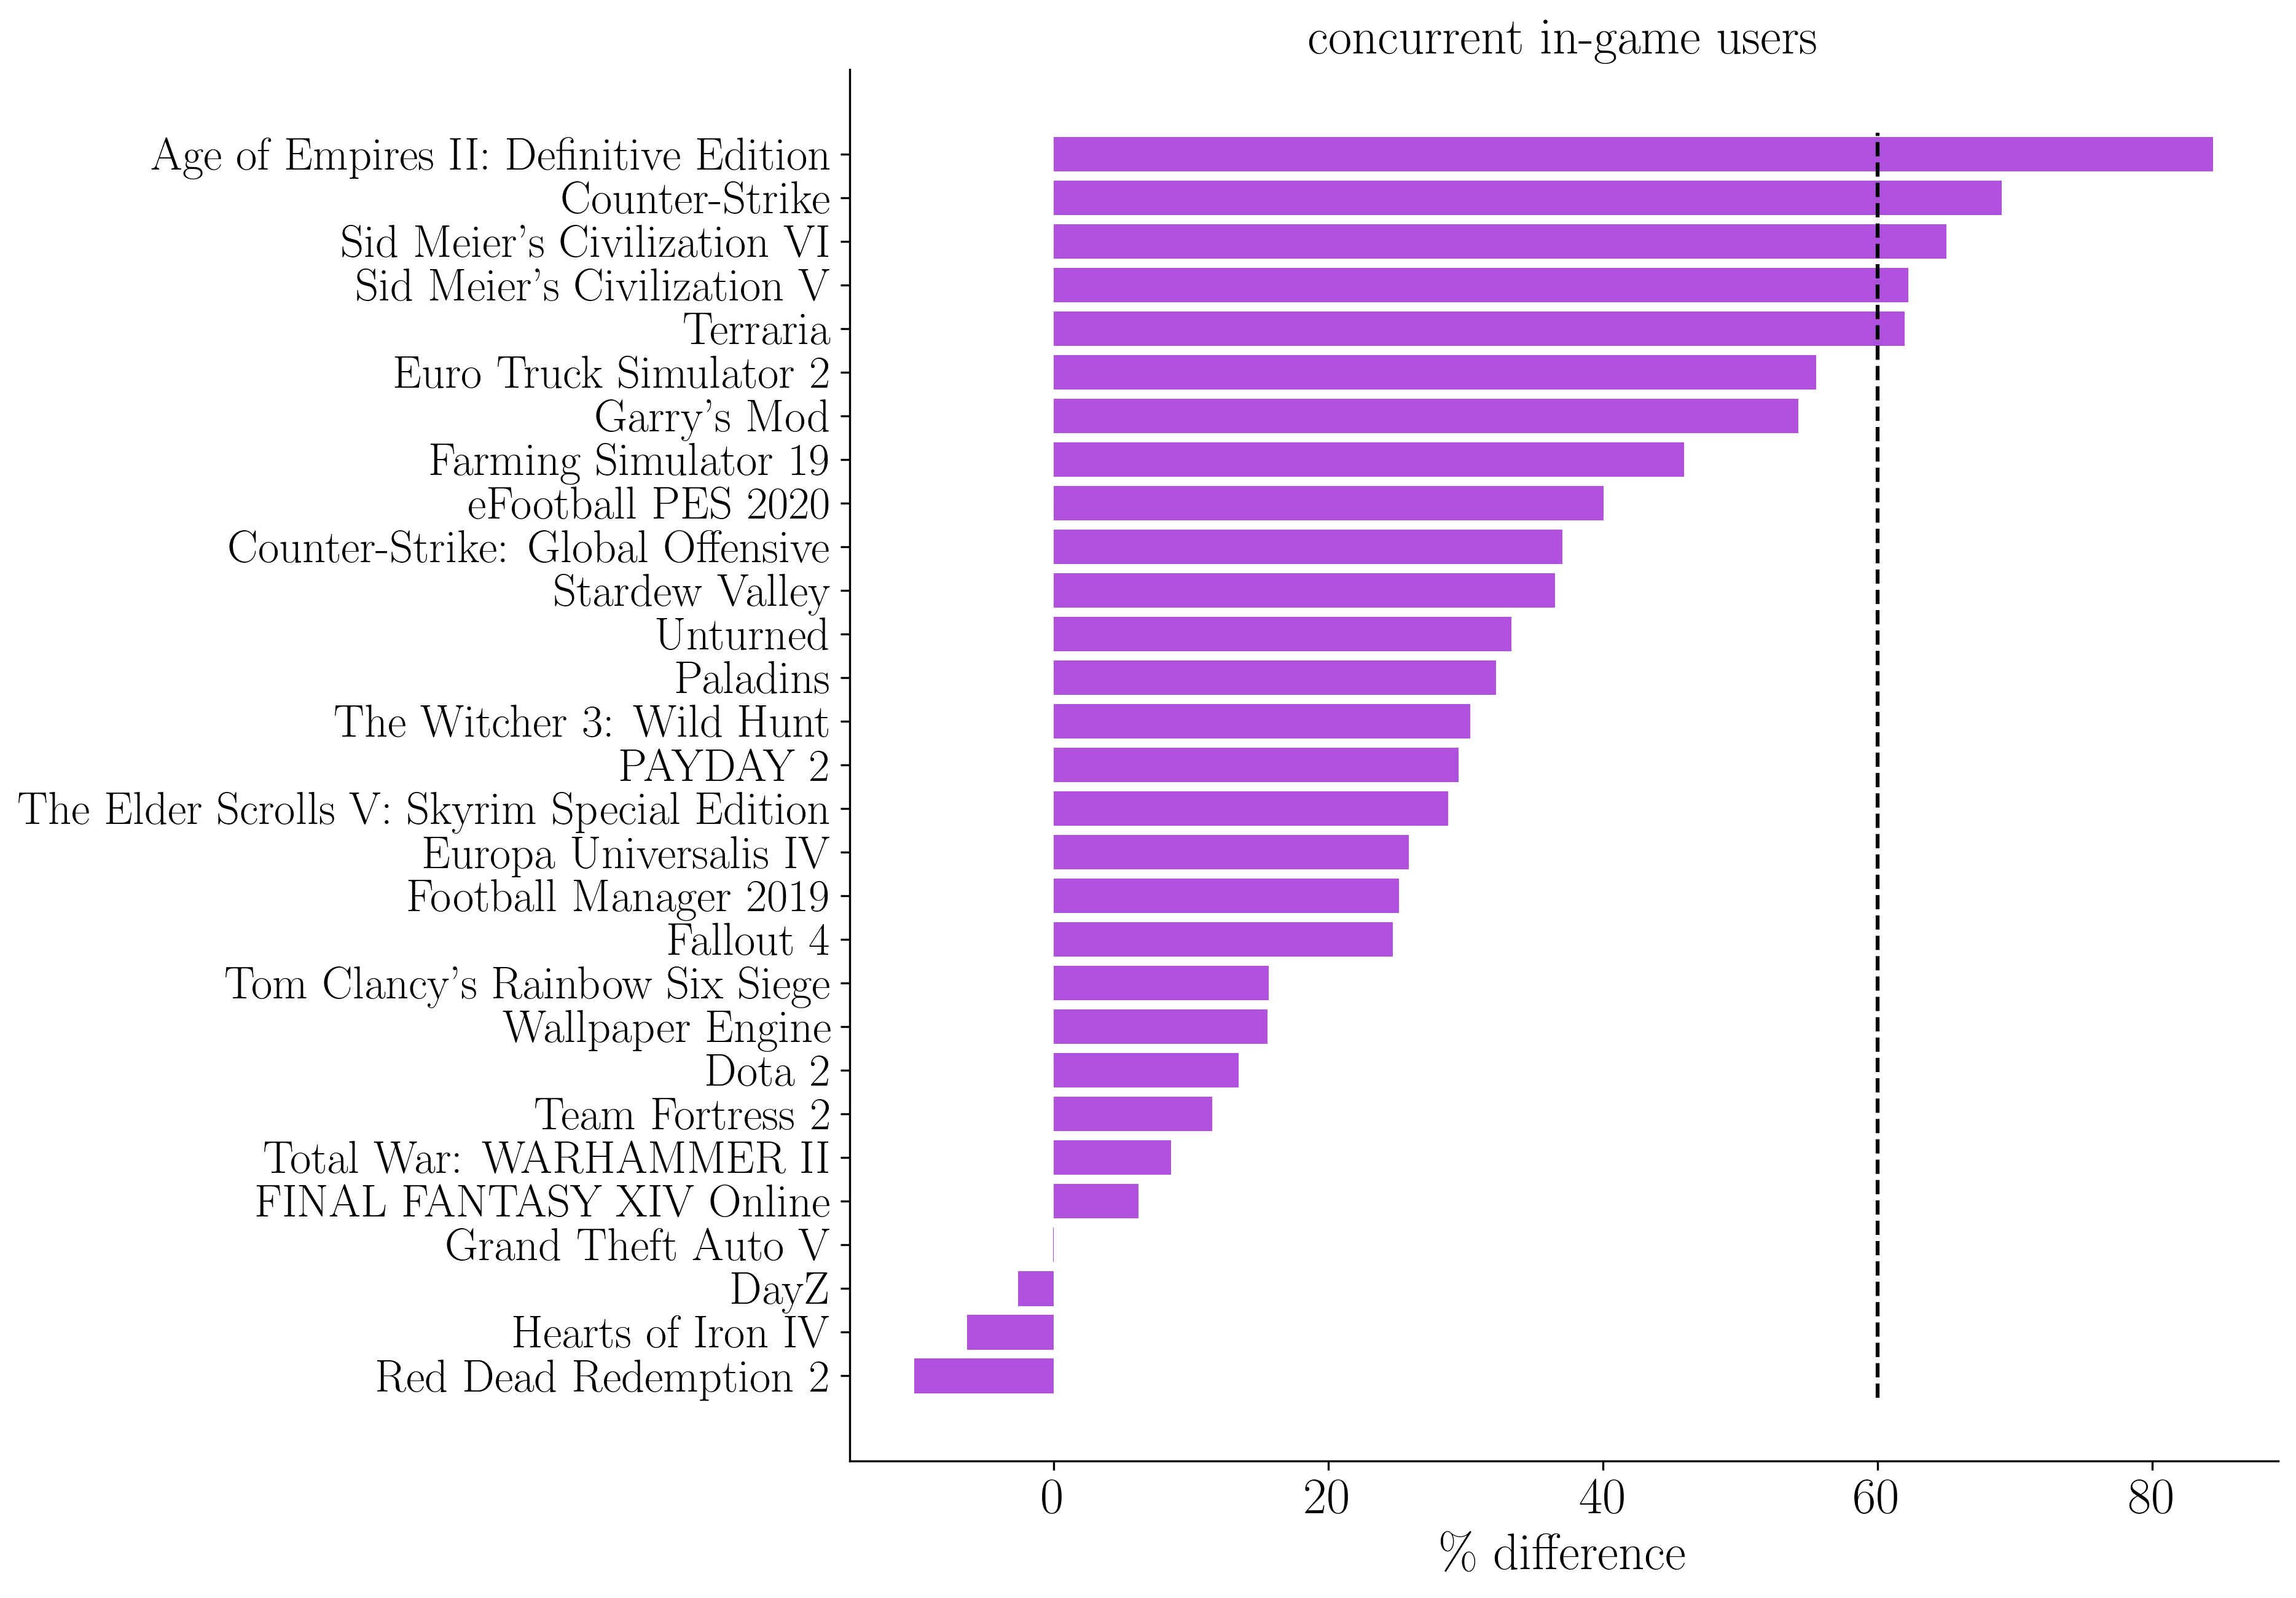 concurrent in-game users
Age of Empires II: Definitive Edition
Counter-Strike
Sid Meier's Civilization VI
Sid Meier's Civilization V
Terraria
Euro Truck Simulator 2
Garry's Mod
Farming Simulator 19
eFootball PES 2020
Counter-Strike: Global Offensive
Stardew Valley
Unturned
Paladins
The Witcher 3: Wild Hunt
PAYDAY 2
The Elder Scrolls V: Skyrim Special Edition
Europa Universalis IV
Football Manager 2019
Fallout 4
Tom Clancy's Rainbow Six Siege
Wallpaper Engine
Dota 2
Team Fortress 2
Total War: WARHAMMER II
FINAL FANTASY XIV Online
Grand Theft Auto V
DayZ
Hearts of Iron IV
Red Dead Redemption 2
0 20 40 60 80
% difference